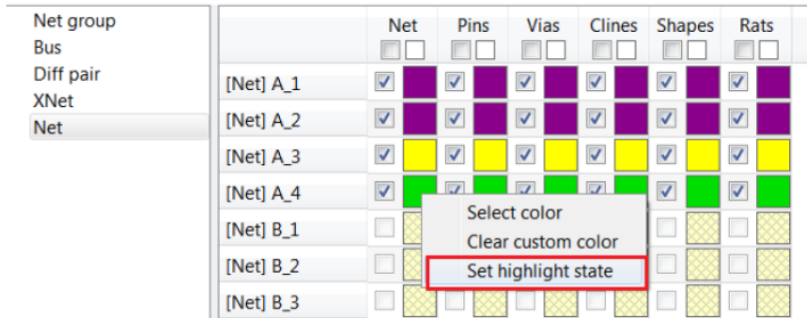 Net group
Bus
Diff pair
XNet
Net
Net Pins Vias Clines Shapes Rats
[Net] A_1
[Net] A_2
[Net] A_3
[Net] A_4
[Net] B_1
[Net] B_2
[Net] B_3
Select color
Clear custom color
Set highlight state